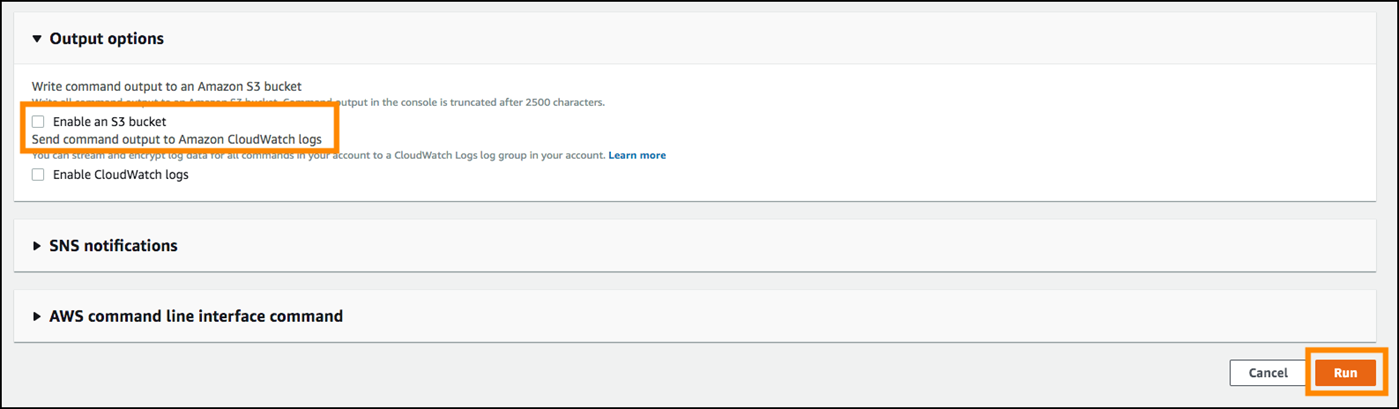 Output options
Write command output to an Amazon S3 bucket
Write all command output to an Amazon S3 bucket. Command output in the console is truncated after 2500 characters.
Enable an S3 bucket
Send command output to Amazon CloudWatch logs
You can stream and encrypt log data for all commands in your account to a CloudWatch Logs log group in your account. Learn more
Enable CloudWatch logs
SNS notifications
AWS command line interface command
Cancel Run